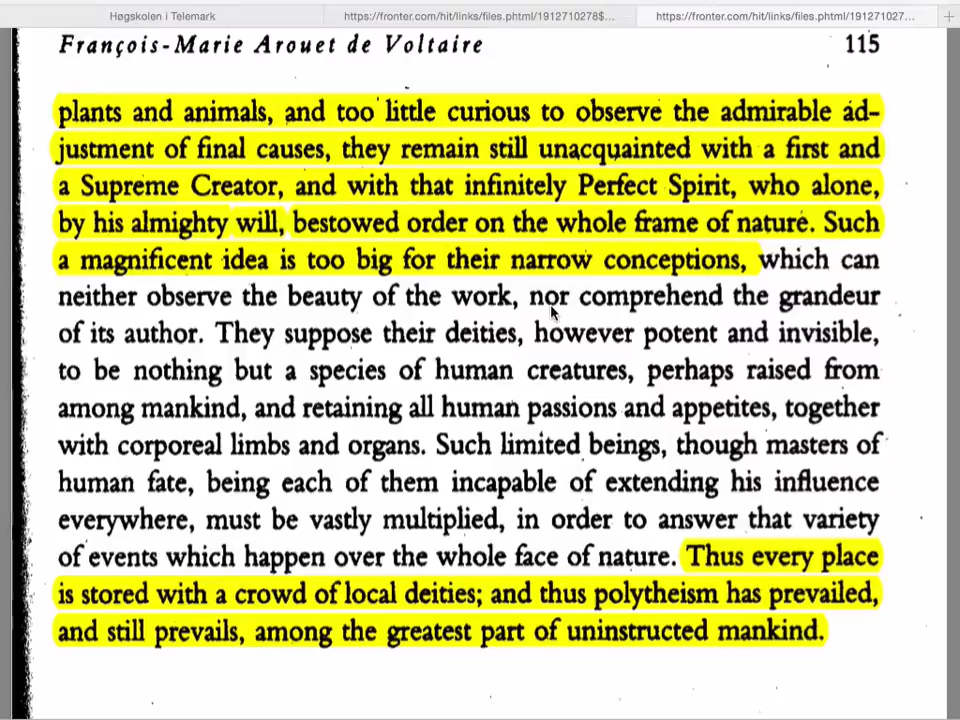 Høgskolen i Telemark
https://fronter.com/hit/links/files.phtml/1912710278$...
https://fronter.com/hit/links/files.phtml/191271027...
François-Marie Arouet de Voltaire 115
plants and animals, and too little curious to observe the admirable ad-
justment of final causes, they remain still unacquainted with a first and
a Supreme Creator, and with that infinitely Perfect Spirit, who alone,
by his almighty will, bestowed order on the whole frame of nature. Such
a magnificent idea is too big for their narrow conceptions, which can
neither observe the beauty of the work, nor comprehend the grandeur
of its author. They suppose their deities, however potent and invisible,
to be nothing but a species of human creatures, perhaps raised from
among mankind, and retaining all human passions and appetites, together
with corporeal limbs and organs. Such limited beings, though masters of
human fate, being each of them incapable of extending his influence
everywhere, must be vastly multiplied, in order to answer that variety
of events which happen over the whole face of nature. Thus every place
is stored with a crowd of local deities; and thus polytheism has prevailed,
and still prevails, among the greatest part of uninstructed mankind.